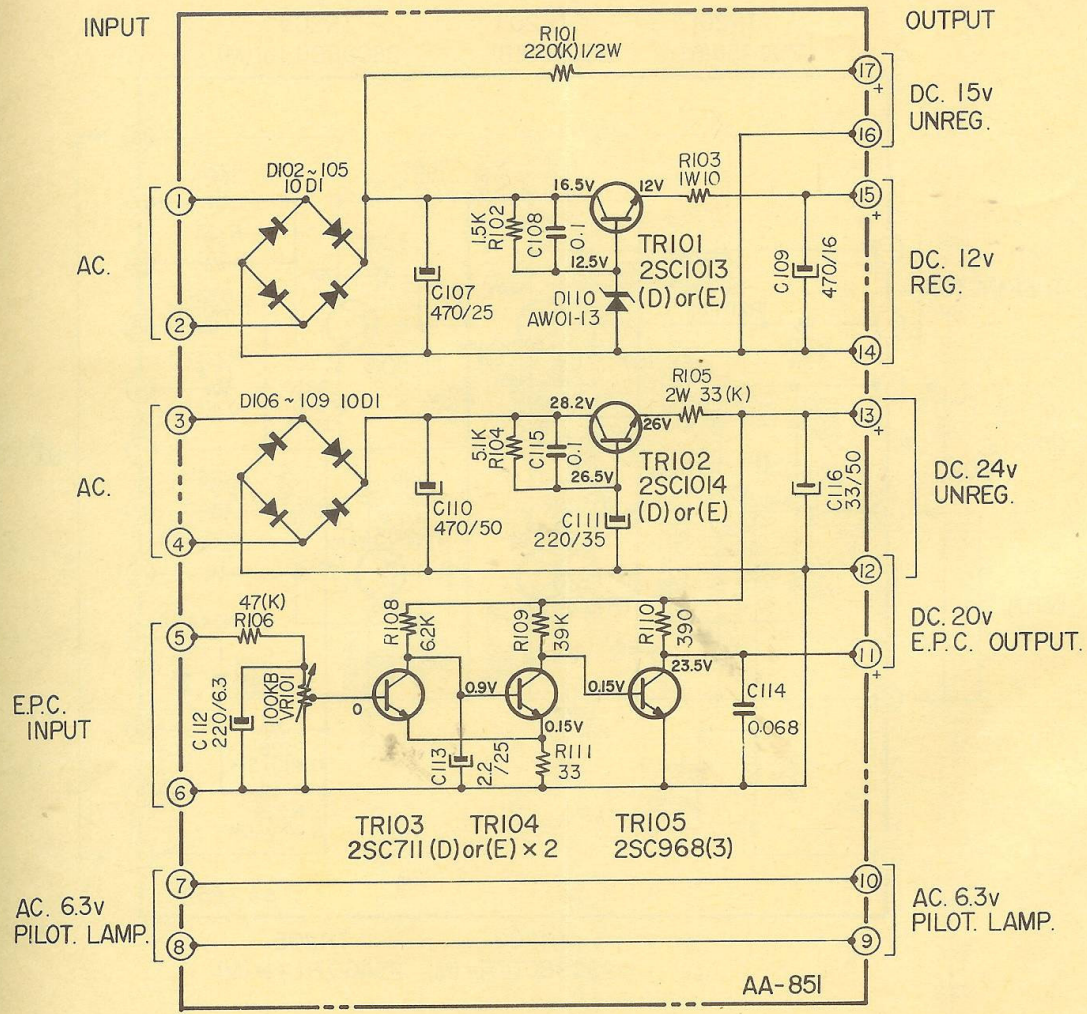 INPUT
OUTPUT
R101
220(K)1/2W
17
+
DC. 15v
UNREG.
16
D102~105
10D1
1
AC.
2
16.5V
12V
R103
1W10
15
+
1.5K
R102
C108
0.1
12.5V
TR101
2SC1013
(D)or(E)
C107
470/25
D110
AW01-13
C109
470/16
DC. 12v
REG.
14
D106~109 10D1
3
AC.
4
28.2V
26V
R105
2W 33(K)
13
+
5.1K
R104
C115
0.1
26.5V
TR102
2SC1014
(D)or(E)
C110
470/50
C111
220/35
C116
33/50
DC. 24v
UNREG.
12
47(K)
R106
5
R108
62K
R109
39K
R110
390
DC. 20v
E.P.C. OUTPUT.
11
+
23.5V
E.P.C.
INPUT
C112
220/6.3
100KB
VR101
0
0.9V
0.15V
0.15V
C113
2.2
/25
R111
33
C114
0.068
6
TR103 TR104
2SC711(D)or(E)×2
TR105
2SC968(3)
7
10
AC. 6.3v
PILOT. LAMP.
8
AC. 6.3v
PILOT LAMP.
9
AA-851